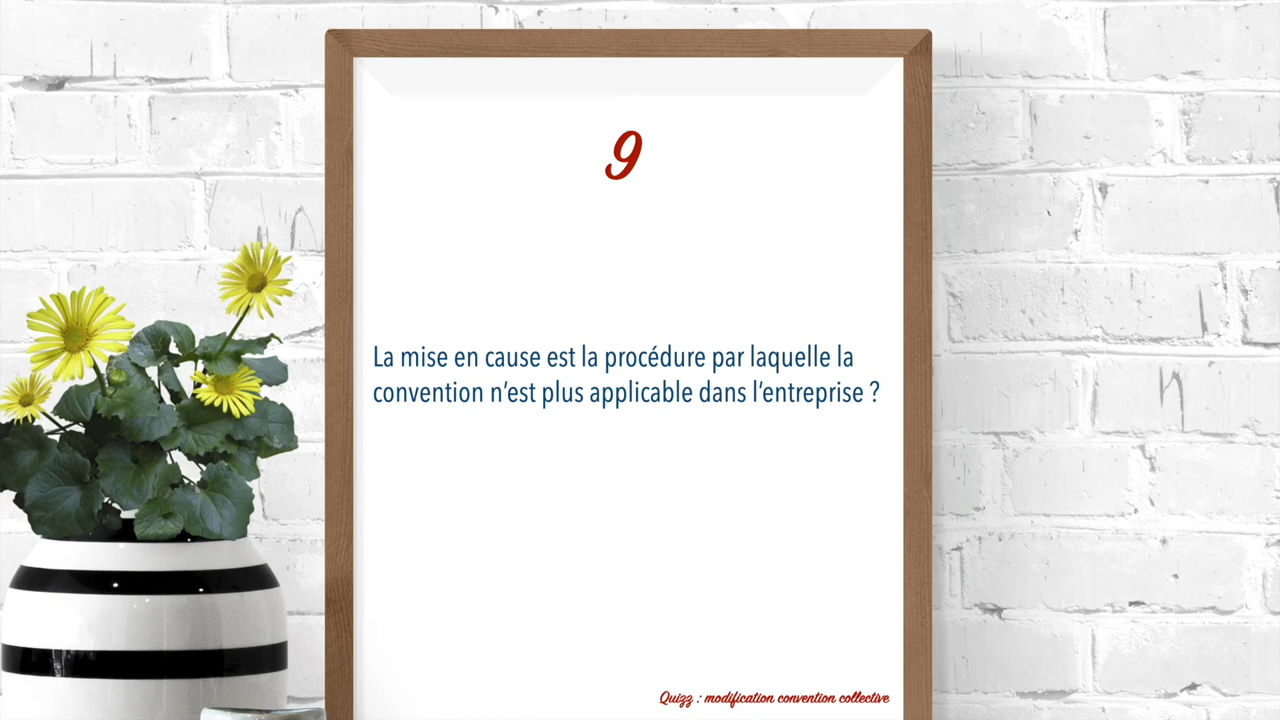 9
La mise en cause est la procédure par laquelle la
convention n’est plus applicable dans l’entreprise ?
Quizz : modification convention collective